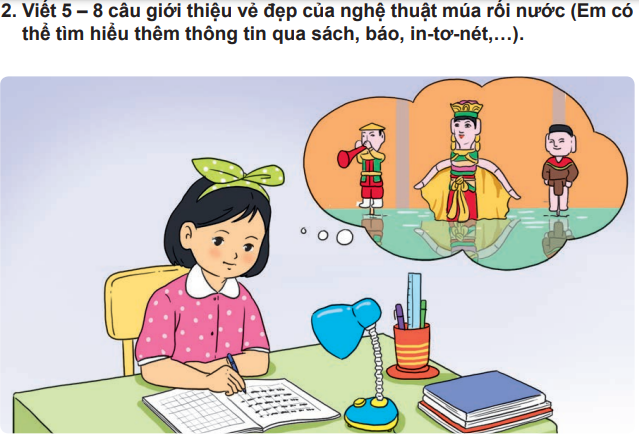 2. Viết 5 – 8 câu giới thiệu vẻ đẹp của nghệ thuật múa rối nước (Em có
thể tìm hiểu thêm thông tin qua sách, báo, in-tơ-nét,...).